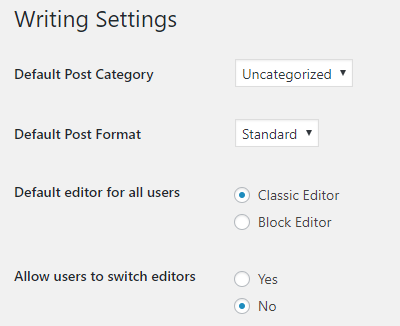 Writing Settings
Default Post Category Uncategorized
Default Post Format Standard
Default editor for all users Classic Editor
Block Editor
Allow users to switch editors Yes
No